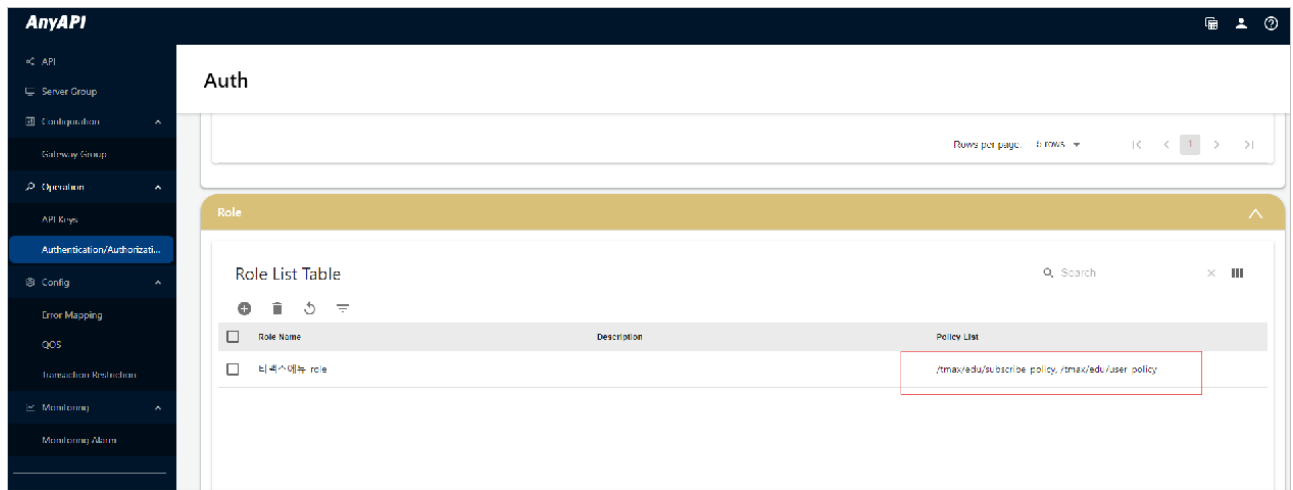 AnyAPI
API
Server Group
Configuration
Gateway Group
Operation
API Keys
Authentication/Authorizati...
Config
Error Mapping
QOS
Transaction Restriction
Monitoring
Monitoring Alarm
Auth
Rows per page: 5 rows
1
Role
Role List Table
Search
Role Name Description Policy List
티맥스에듀 role /tmax/edu/subscribe policy, /tmax/edu/user policy